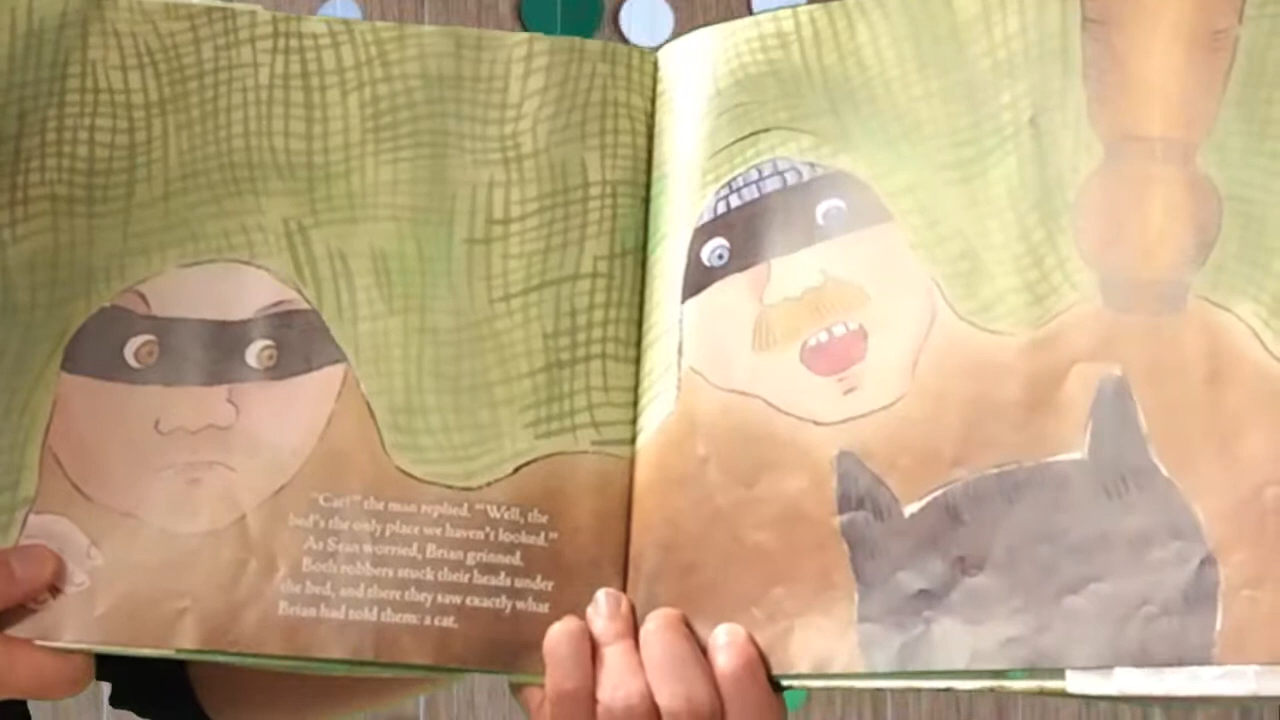 "Cat!" the man replied. "Well, the
bed's the only place we haven't looked."
As Sean worried, Brian grinned.
Both robbers stuck their heads under
the bed, and there they saw exactly what
Brian had told them: a cat.